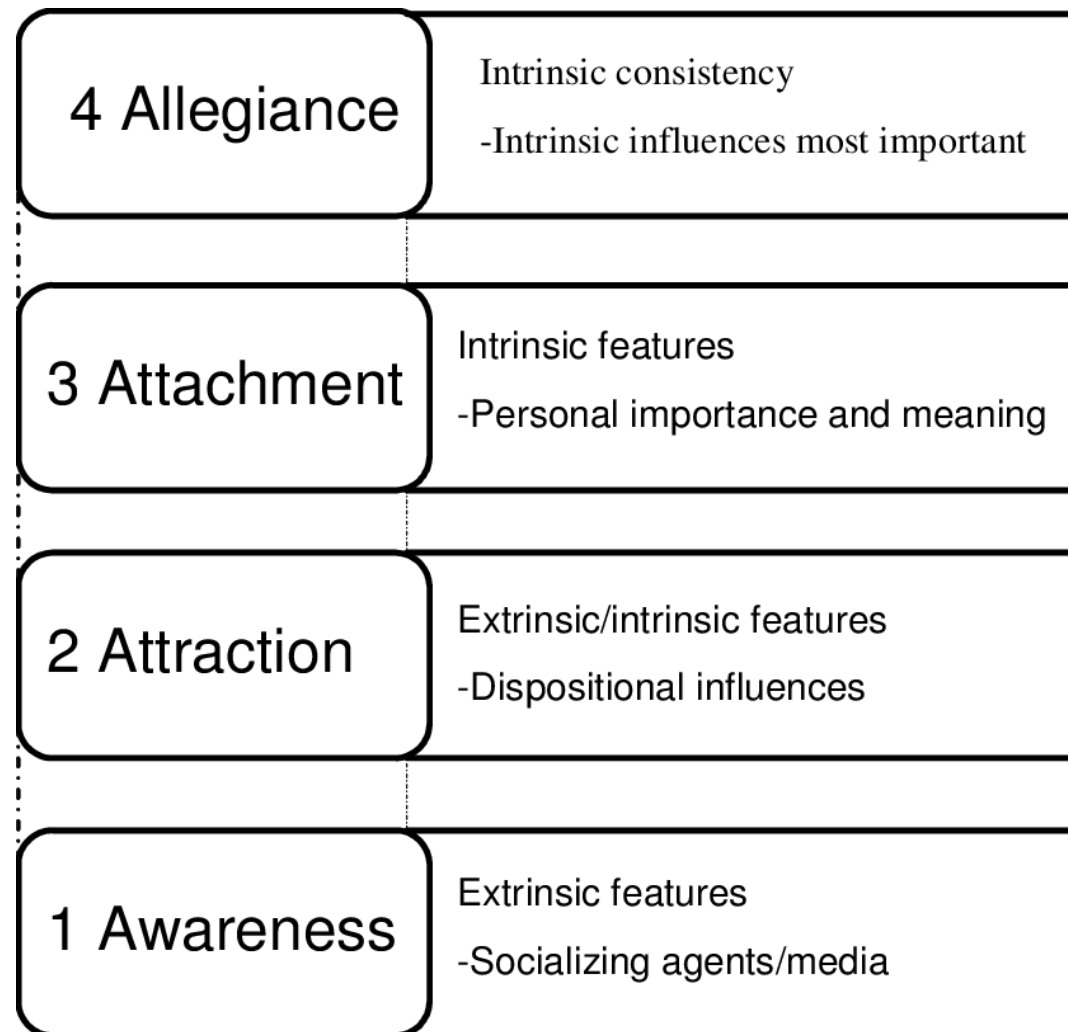 4 Allegiance
Intrinsic consistency
-Intrinsic influences most important
3 Attachment
Intrinsic features
-Personal importance and meaning
2 Attraction
Extrinsic/intrinsic features
-Dispositional influences
1 Awareness
Extrinsic features
-Socializing agents/media